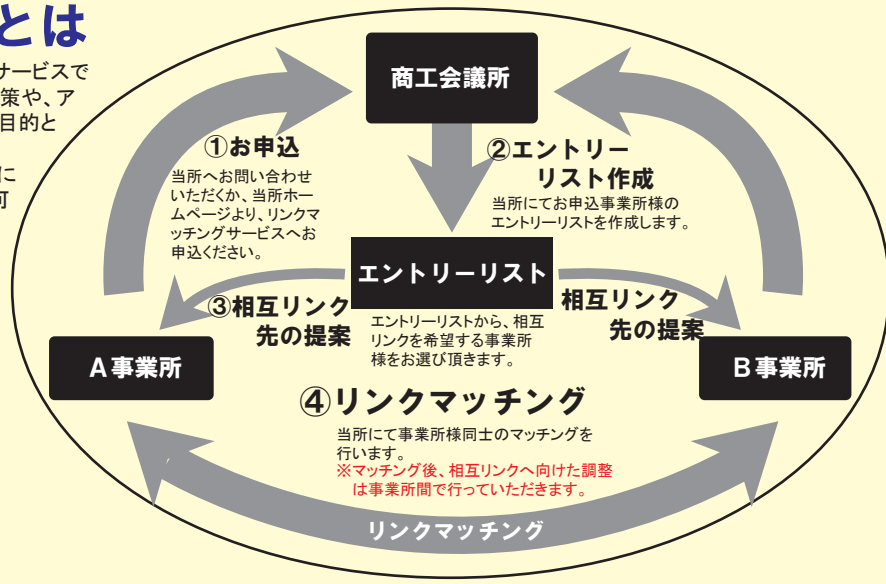 とは
サービスで
策や、ア
目的と
に
可
商工会議所
①お申込
当所へお問い合わせ
いただくか、当所ホー
ムページより、リンクマ
ッチングサービスへお
申込ください。
②エントリー
リスト作成
当所にてお申込事業所様の
エントリーリストを作成します。
エントリーリスト
③相互リンク
先の提案
エントリーリストから、相互
リンクを希望する事業所
様をお選び頂きます。
相互リンク
先の提案
A事業所
B事業所
④リンクマッチング
当所にて事業所様同士のマッチングを
行います。
※マッチング後、相互リンクへ向けた調整
は事業所間で行っていただきます。
リンクマッチング